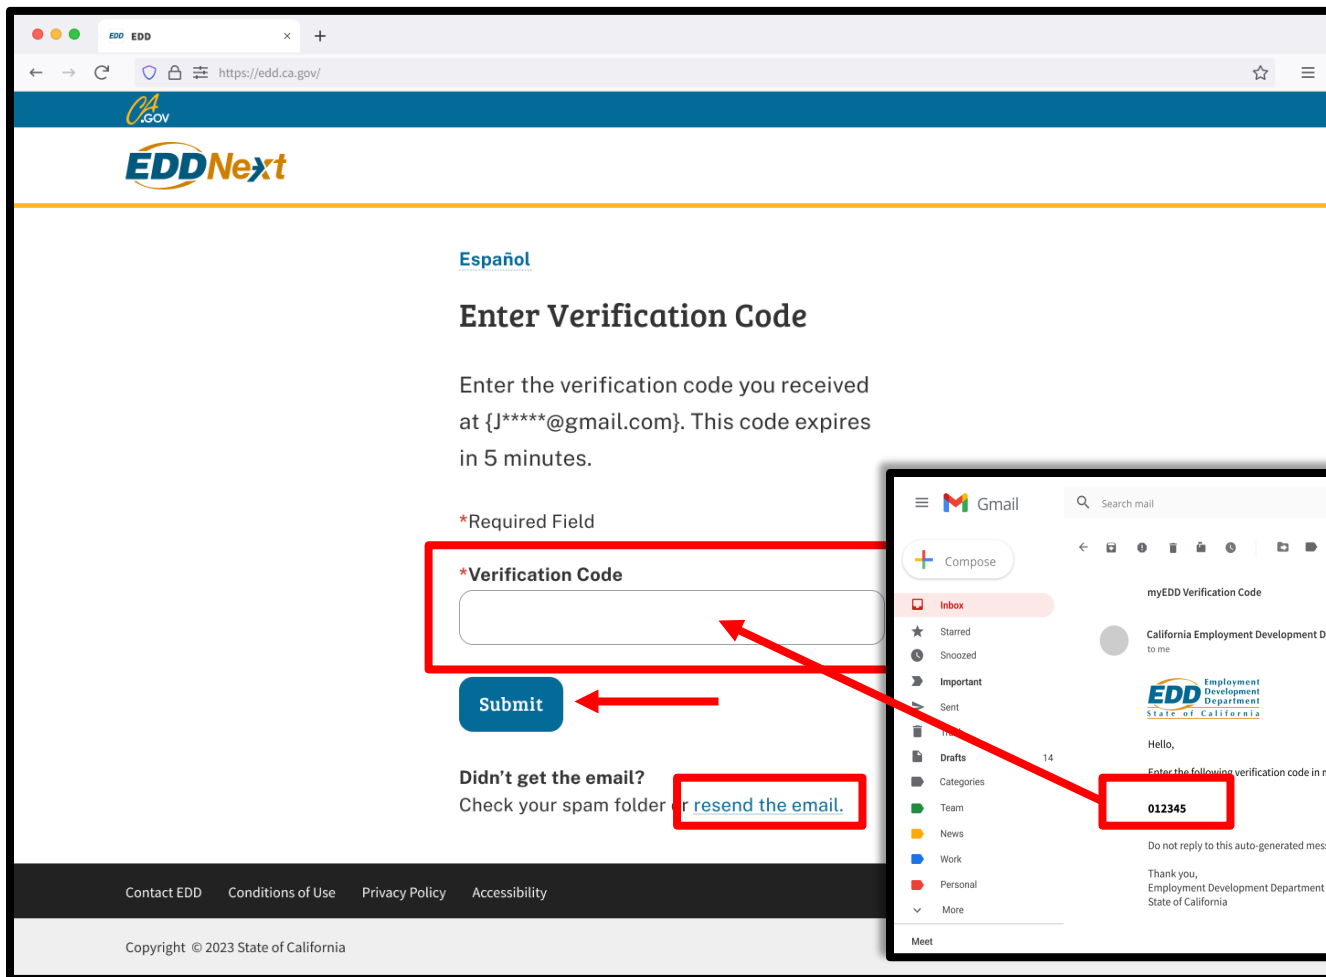 EDD EDD × +
https://edd.ca.gov/
CA.GOV
EDDNext
Español
Enter Verification Code
Enter the verification code you received
at {J*****@gmail.com}. This code expires
in 5 minutes.
*Required Field
*Verification Code
Submit
Didn't get the email?
Check your spam folder or resend the email.
Contact EDD Conditions of Use Privacy Policy Accessibility
Copyright © 2023 State of California
Gmail
Search mail
Compose
Inbox
Starred
Snoozed
Important
Sent
Drafts 14
Categories
Team
News
Work
Personal
More
Meet
myEDD Verification Code
California Employment Development D
to me
EDD Employment
Development
Department
State of California
Hello,
Enter the following verification code in
012345
Do not reply to this auto-generated mes
Thank you,
Employment Development Department
State of California